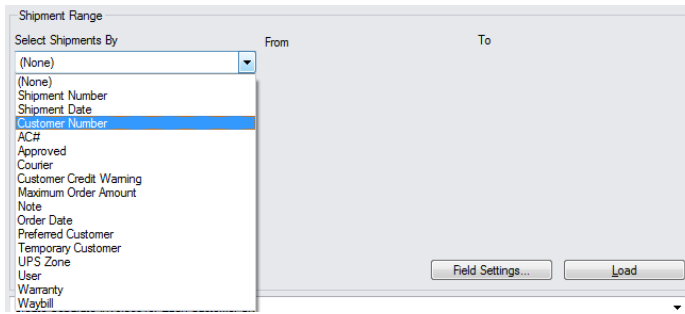 Shipment Range
Select Shipments By
From
To
(None)
(None)
Shipment Number
Shipment Date
Customer Number
AC#
Approved
Courier
Customer Credit Warning
Maximum Order Amount
Note
Order Date
Preferred Customer
Temporary Customer
UPS Zone
User
Warranty
Waybill
Field Settings...
Load